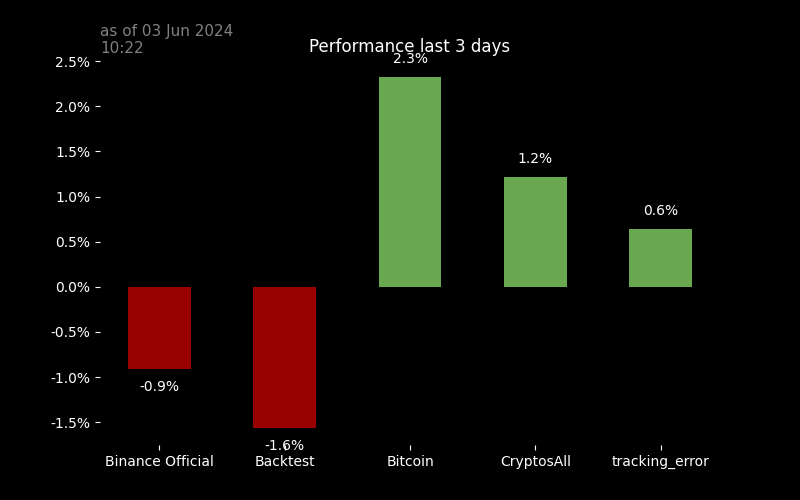 as of 03 Jun 2024
10:22
Performance last 3 days
2.5%
2.0%
1.5%
1.0%
0.5%
0.0%
-0.5%
-1.0%
-1.5%
-0.9%
-1.6%
2.3%
1.2%
0.6%
Binance Official
Backtest
Bitcoin
CryptosAll
tracking_error